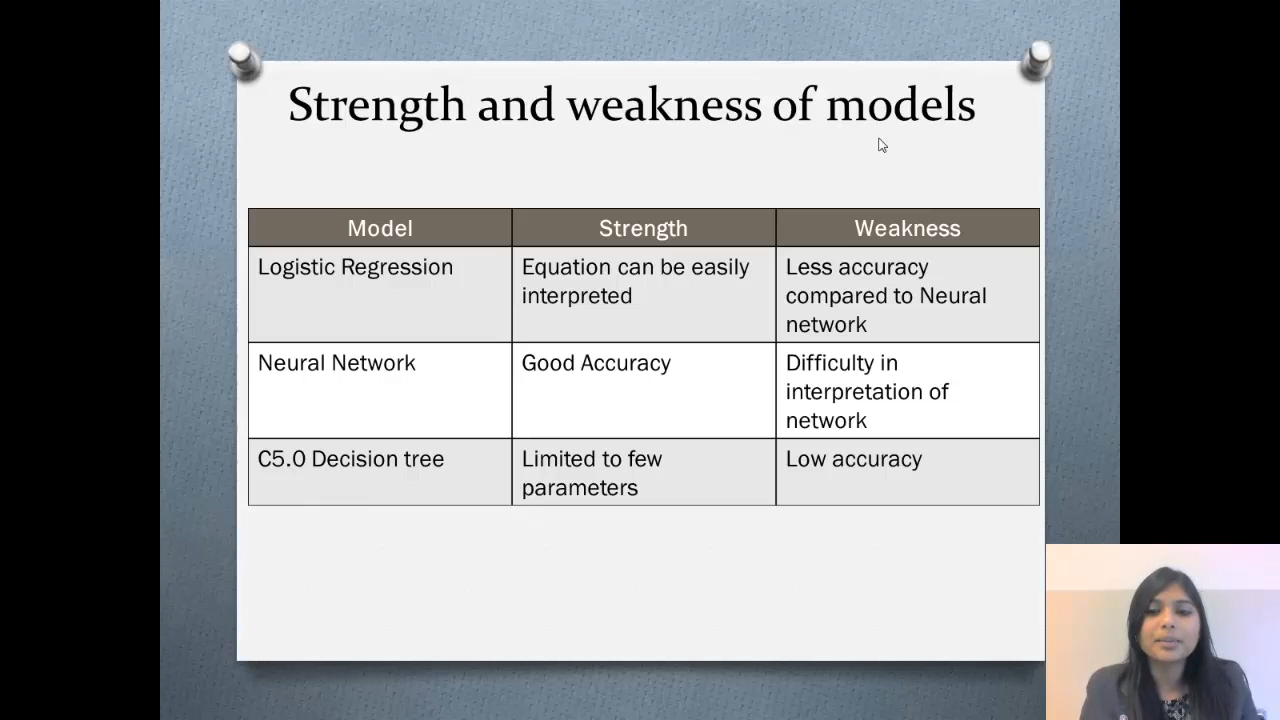 Strength and weakness of models
Model Strength Weakness
Logistic Regression Equation can be easily Less accuracy
interpreted compared to Neural
network
Neural Network Good Accuracy Difficulty in
interpretation of
network
C5.0 Decision tree Limited to few Low accuracy
parameters